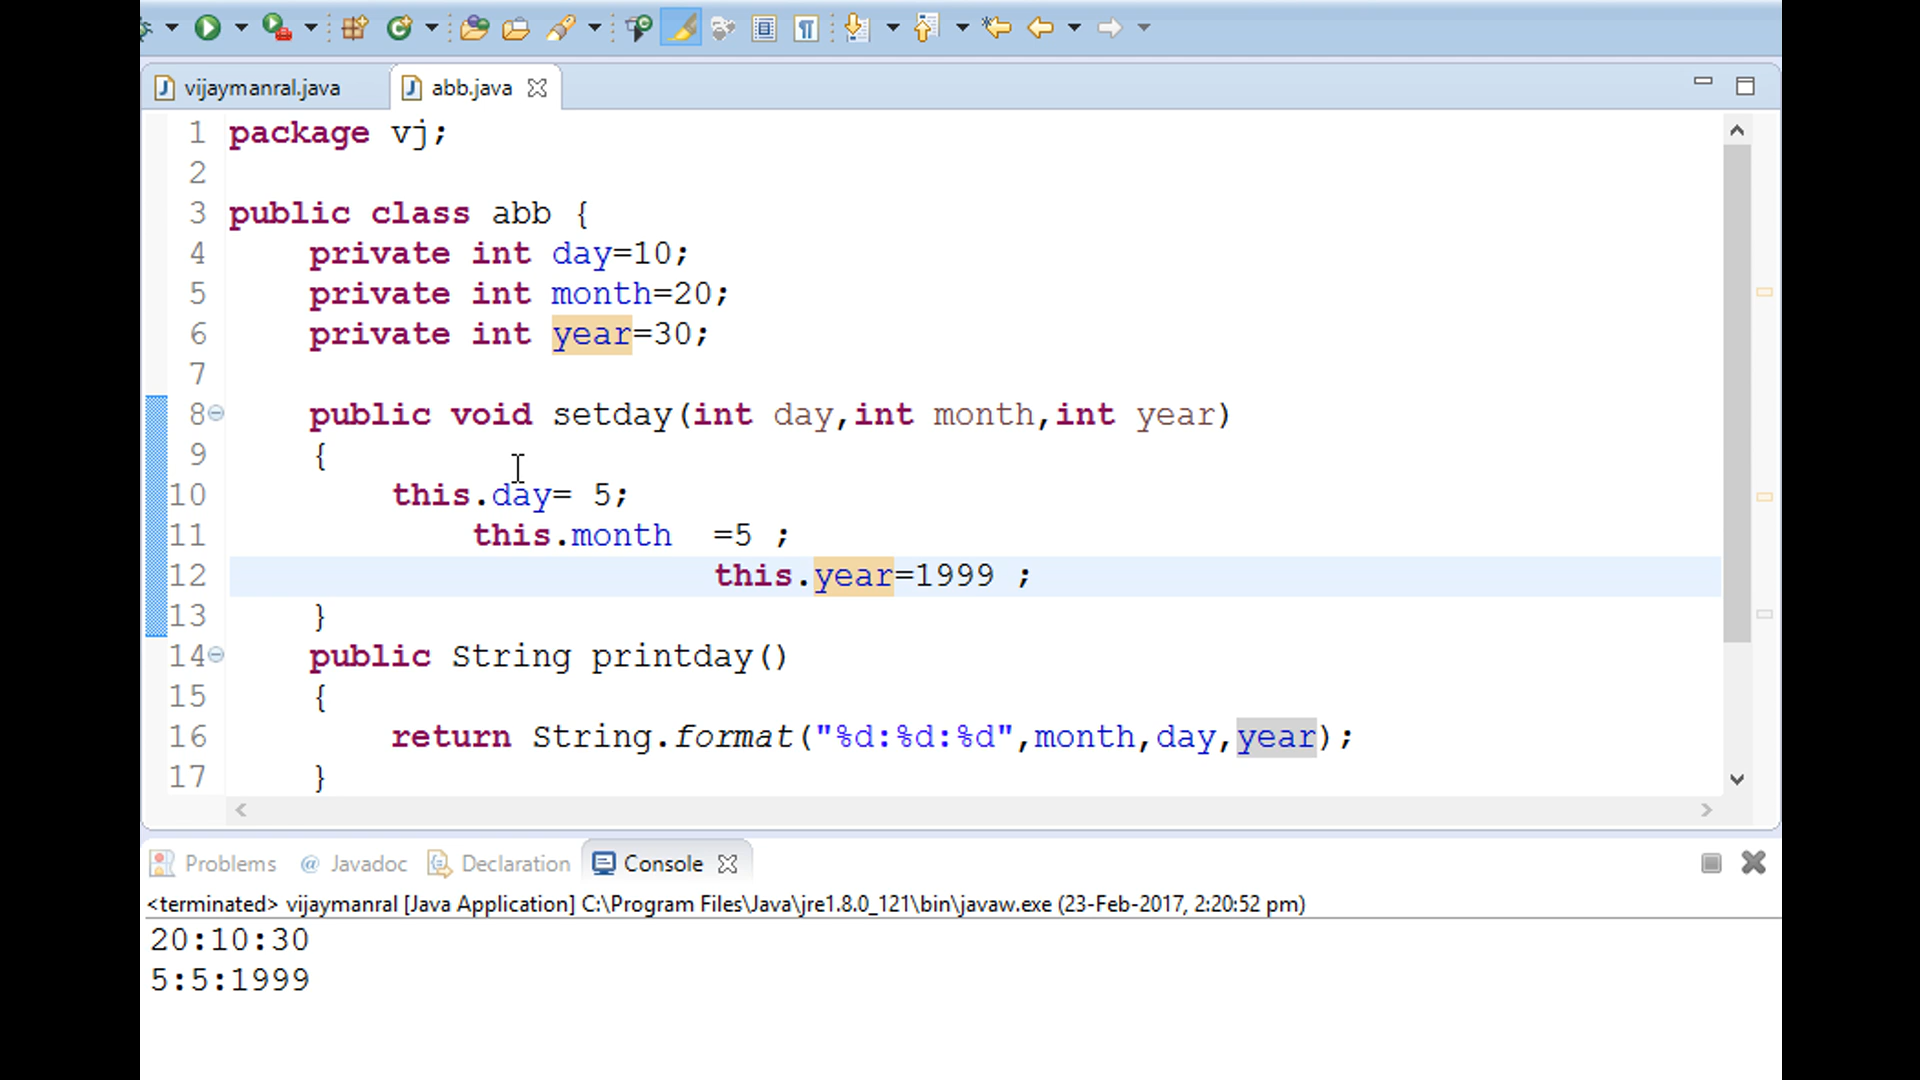 vijaymanral.java abb.java
1 package vj;
2
3 public class abb {
4 private int day=10;
5 private int month=20;
6 private int year=30;
7
8 public void setday(int day,int month,int year)
9 {
10 this.day= 5;
11 this.month  =5 ;
12 this.year=1999 ;
13 }
14 public String printday()
15 {
16 return String.format("%d:%d:%d",month,day,year);
17 }
Problems @ Javadoc Declaration Console
<terminated> vijaymanral [Java Application] C:\Program Files\Java\jre1.8.0_121\bin\javaw.exe (23-Feb-2017, 2:20:52 pm)
20:10:30
5:5:1999